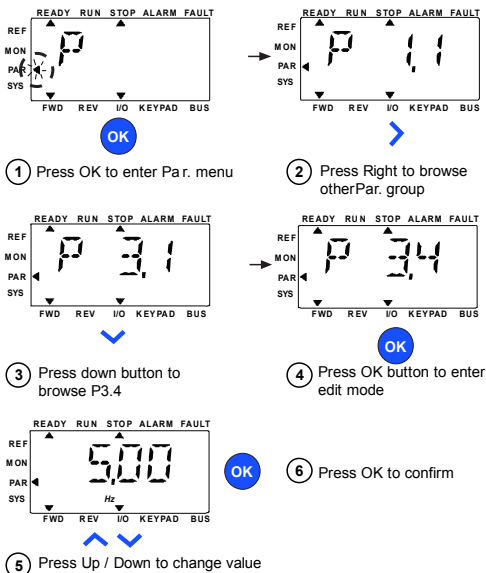 READY RUN STOP ALARM FAULT
REF
MON
PAR
SYS
P
FWD REV I/O KEYPAD BUS
OK
1 Press OK to enter Par. menu
READY RUN STOP ALARM FAULT
REF
MON
PAR
SYS
P 1.1
FWD REV I/O KEYPAD BUS
2 Press Right to browse
otherPar. group
READY RUN STOP ALARM FAULT
REF
MON
PAR
SYS
P 3.1
FWD REV I/O KEYPAD BUS
3 Press down button to
browse P3.4
READY RUN STOP ALARM FAULT
REF
MON
PAR
SYS
P 3.4
FWD REV I/O KEYPAD BUS
OK
4 Press OK button to enter
edit mode
READY RUN STOP ALARM FAULT
REF
MON
PAR
SYS
5.00
Hz
FWD REV I/O KEYPAD BUS
5 Press Up / Down to change value
OK
6 Press OK to confirm